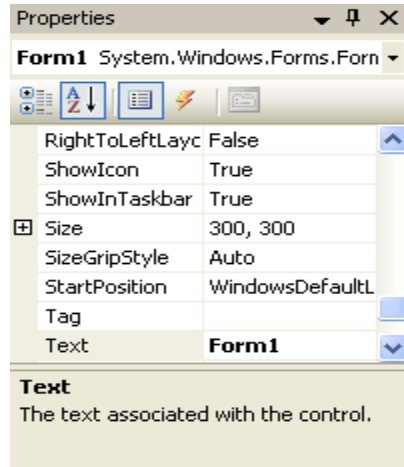 Properties
Form1 System.Windows.Forms.Forn
RightToLeftLayc False
ShowIcon True
ShowInTaskbar True
Size 300, 300
SizeGripStyle Auto
StartPosition WindowsDefaultL
Tag
Text Form1
Text
The text associated with the control.